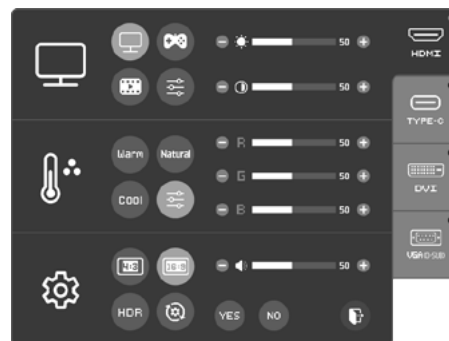 50
HDMI
50
TYPE-C
Warm
Natural
R
50
Cool
G
50
DVI
B
50
VGA D-SUB
4:3
16:9
50
HDR
YES
NO